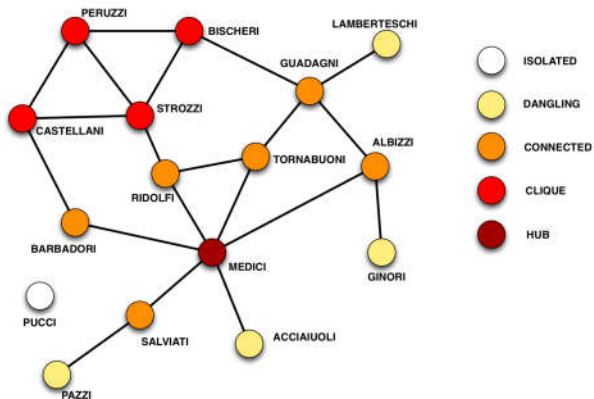 PERUZZI
BISCHERI
LAMBERTESCHI
GUADAGNI
ISOLATED
DANGLING
STROZZI
CASTELLANI
ALBIZZI
CONNECTED
TORNABUONI
RIDOLFI
CLIQUE
BARBADORI
HUB
MEDICI
GINORI
PUCCI
SALVIATI
ACCIAIUOLI
PAZZI